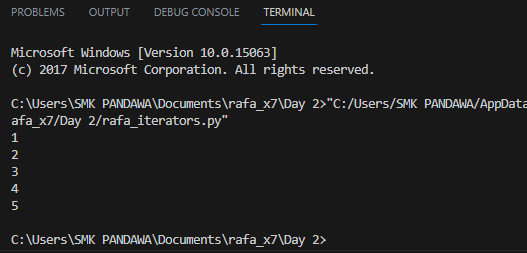 PROBLEMS OUTPUT DEBUG CONSOLE TERMINAL
Microsoft Windows [Version 10.0.15063]
(c) 2017 Microsoft Corporation. All rights reserved.
C:\Users\SMK PANDAWA\Documents\rafa_x7\Day 2>"C:/Users/SMK PANDAWA/AppData
afa_x7/Day 2/rafa_iterators.py"
1
2
3
4
5
C:\Users\SMK PANDAWA\Documents\rafa_x7\Day 2>